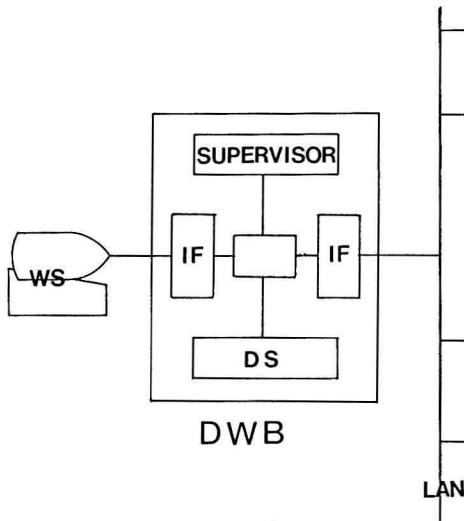 SUPERVISOR
IF
IF
WS
DS
DWB
LAN